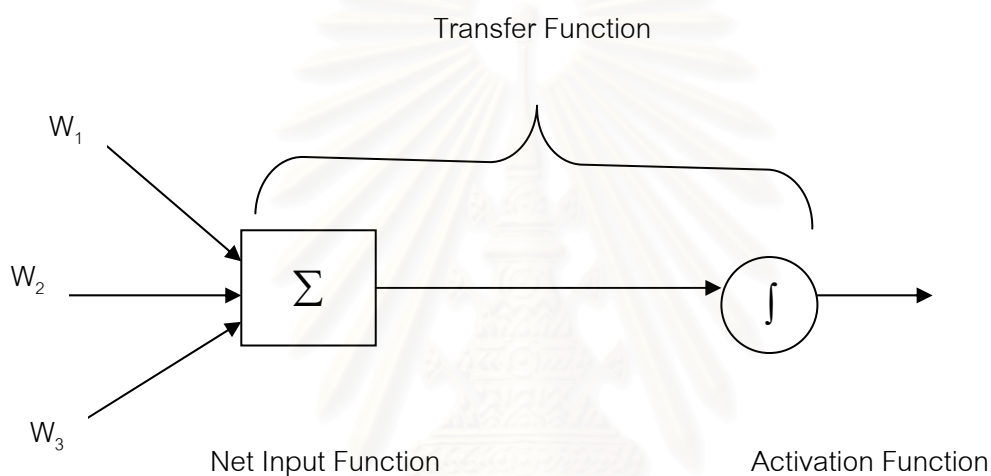 Transfer Function
W₁
W₂
Σ
∫
W₃
Net Input Function
Activation Function